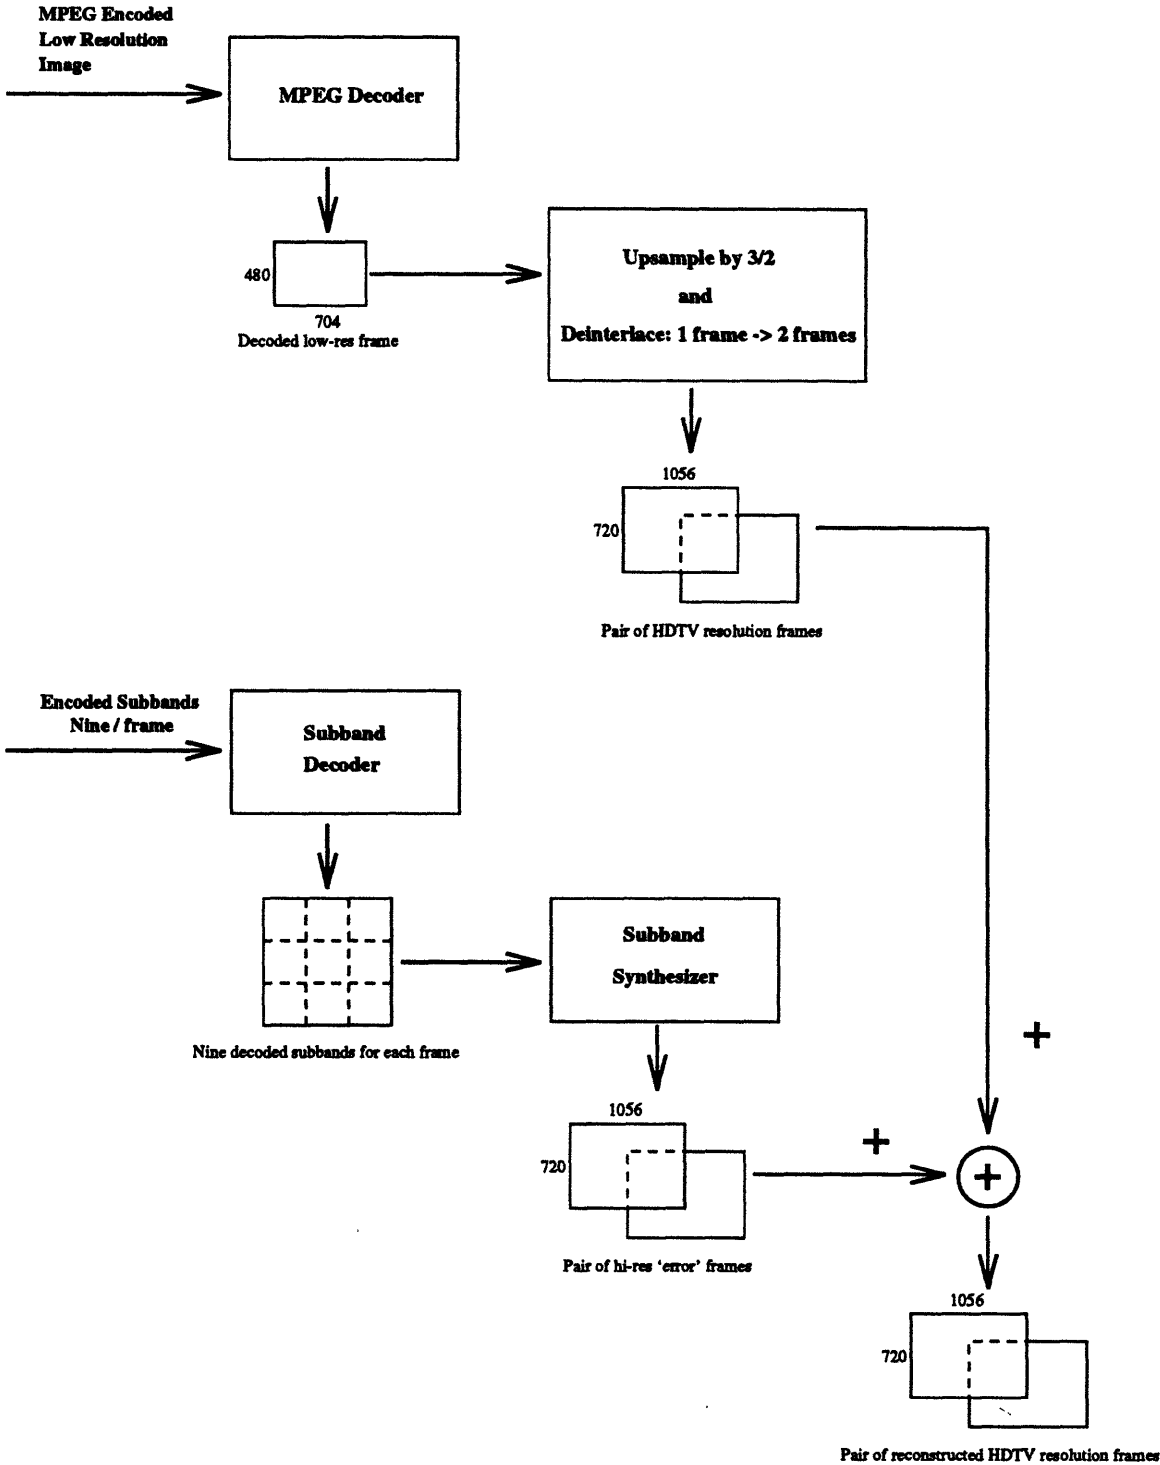 MPEG Encoded
Low Resolution
Image
MPEG Decoder
480
704
Decoded low-res frame
Upsample by 3/2
and
Deinterlace: 1 frame -> 2 frames
1056
720
Pair of HDTV resolution frames
Encoded Subbands
Nine / frame
Subband
Decoder
Nine decoded subbands for each frame
Subband
Synthesizer
1056
720
Pair of hi-res 'error' frames
+
+
+
1056
720
Pair of reconstructed HDTV resolution frames